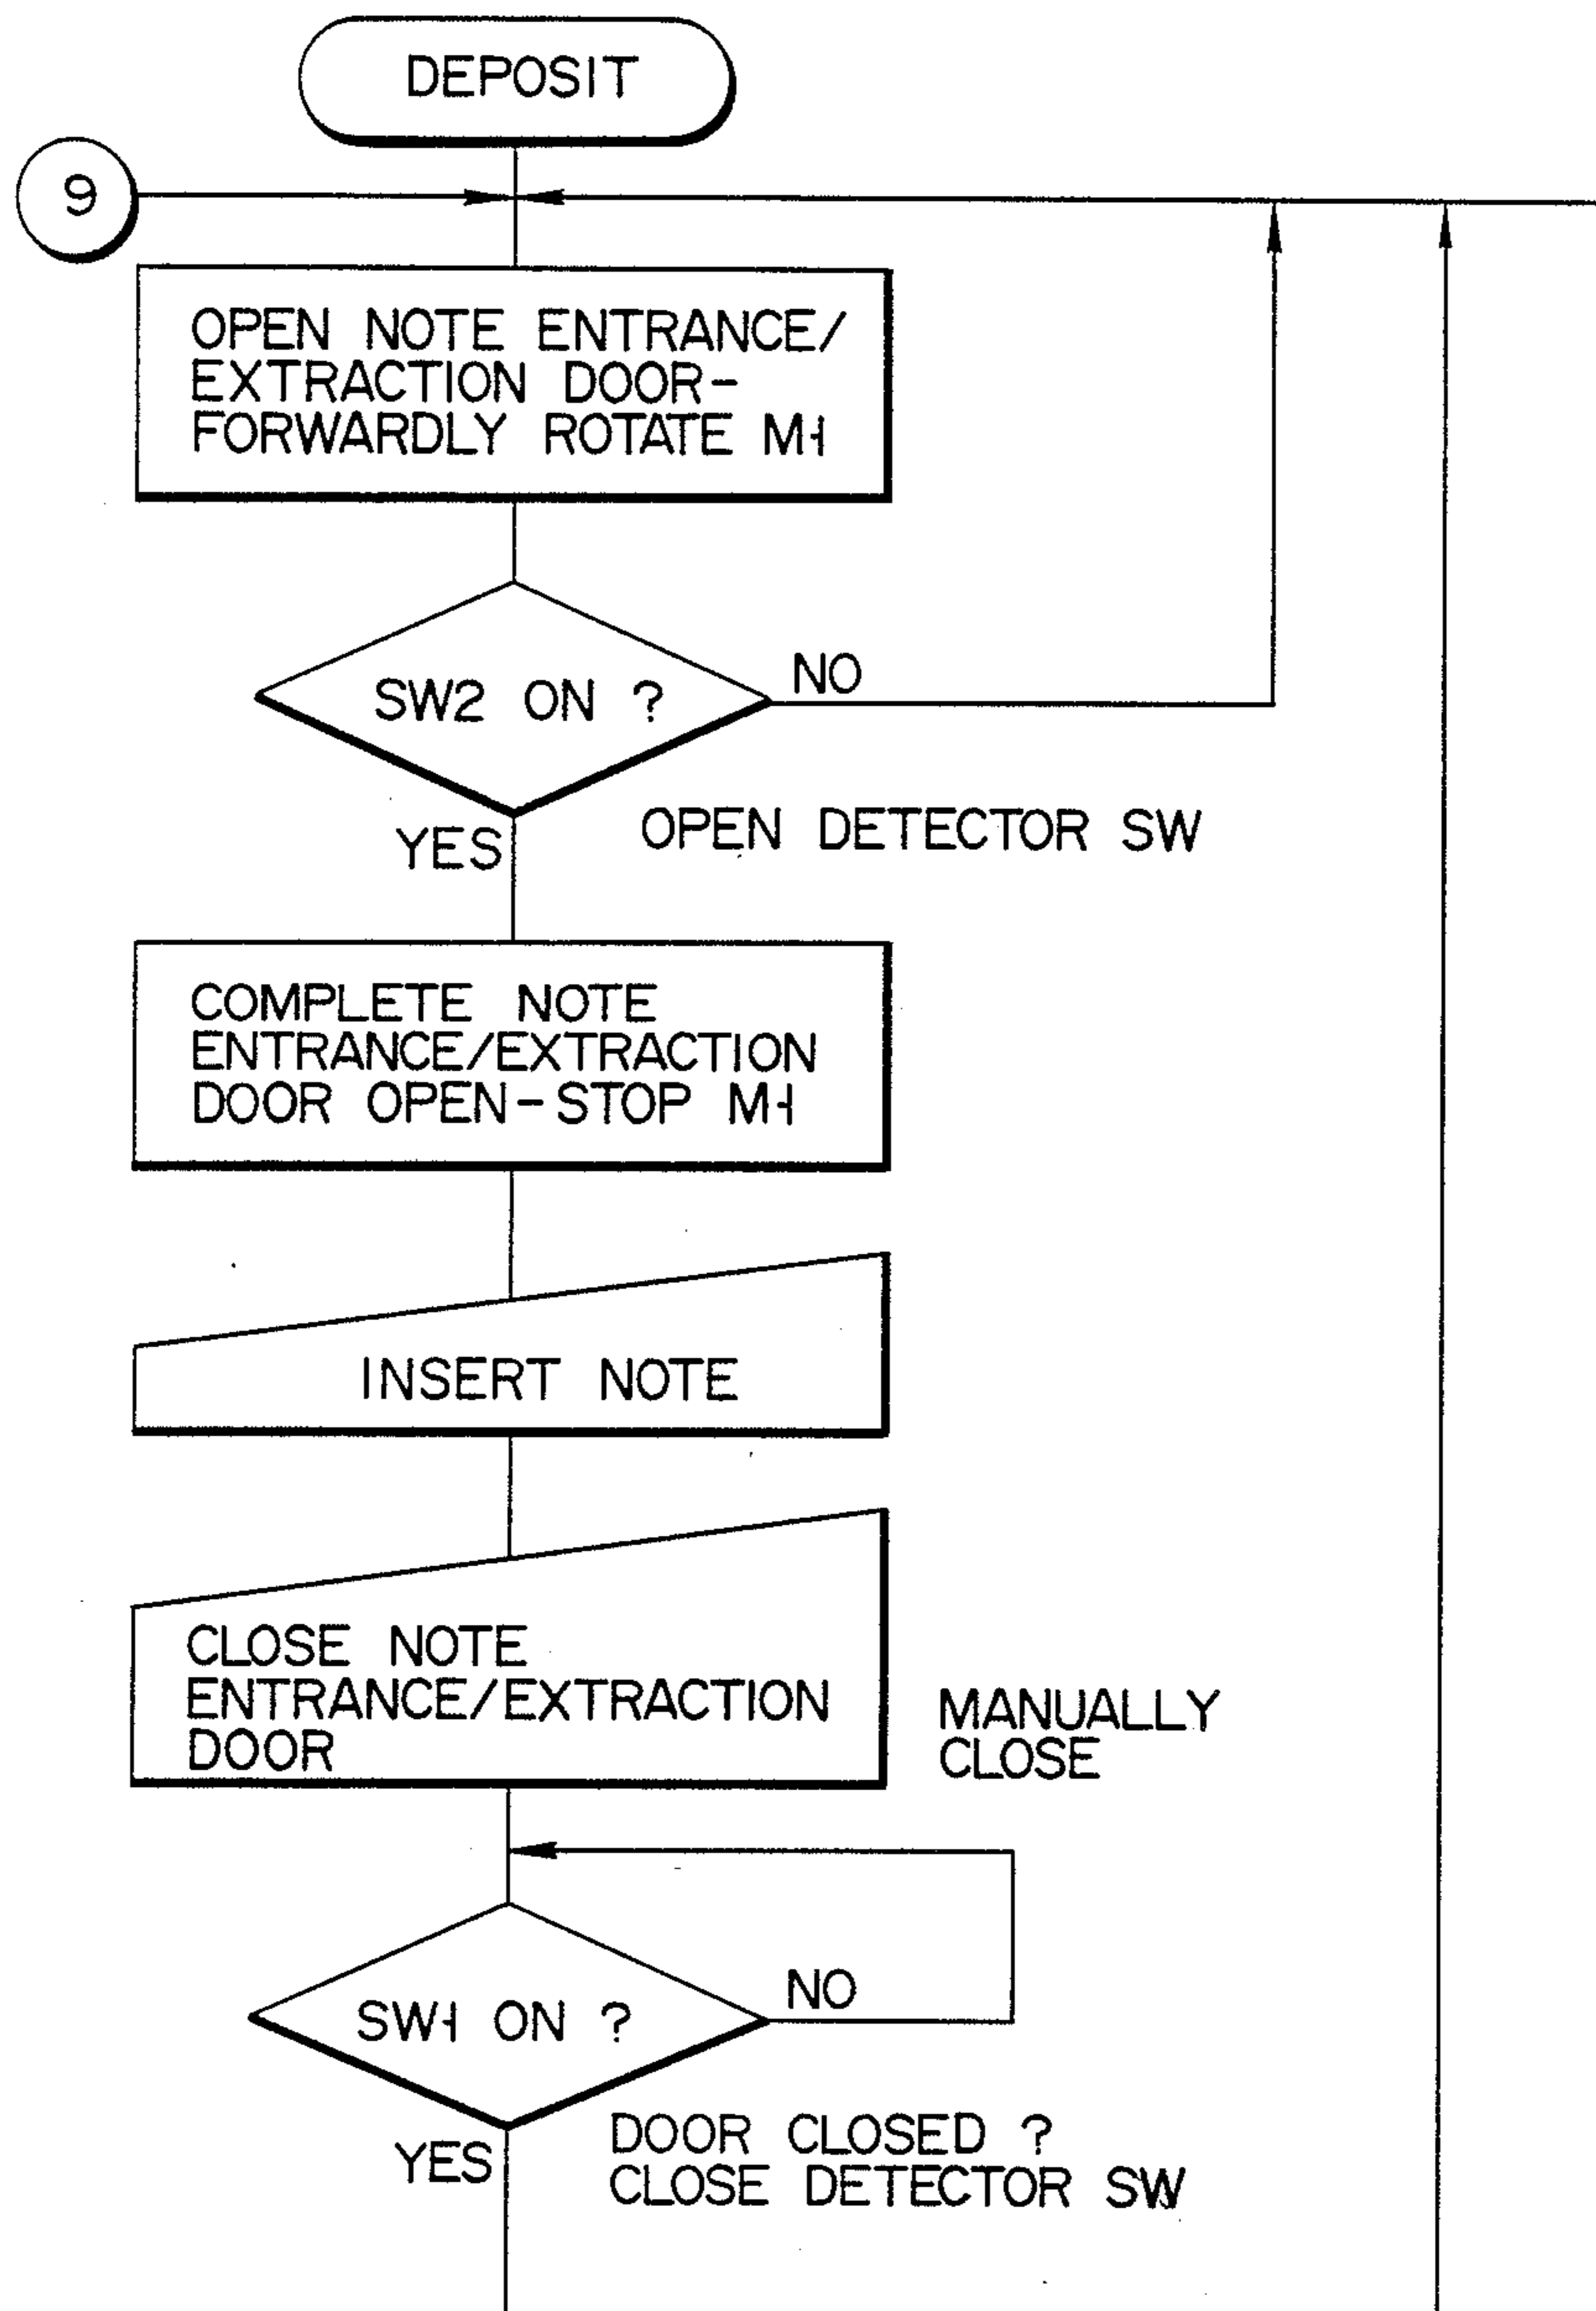 DEPOSIT
9
OPEN NOTE ENTRANCE/
EXTRACTION DOOR-
FORWARDLY ROTATE M1
SW2 ON ?
NO
YES
OPEN DETECTOR SW
COMPLETE NOTE
ENTRANCE/EXTRACTION
DOOR OPEN-STOP M1
INSERT NOTE
CLOSE NOTE
ENTRANCE/EXTRACTION
DOOR
MANUALLY
CLOSE
SW1 ON ?
NO
YES
DOOR CLOSED ?
CLOSE DETECTOR SW